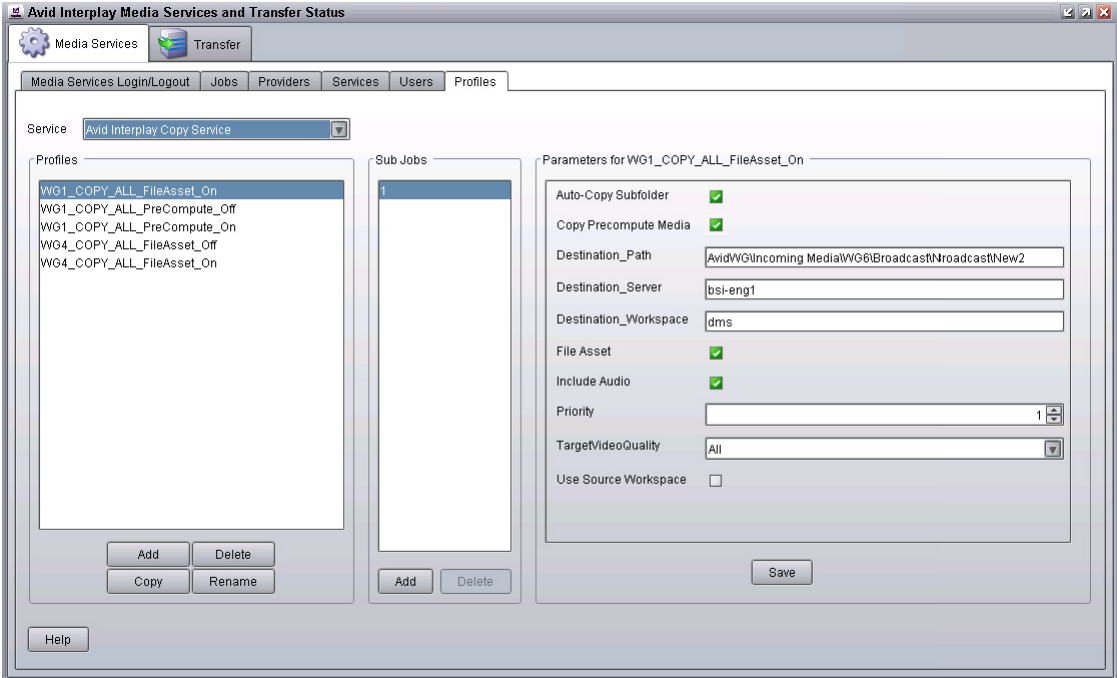 Avid Interplay Media Services and Transfer Status
Media Services Transfer
Media Services Login/Logout Jobs Providers Services Users Profiles
Service Avid Interplay Copy Service
Profiles
WG1_COPY_ALL_FileAsset_On
WG1_COPY_ALL_PreCompute_Off
WG1_COPY_ALL_PreCompute_On
WG4_COPY_ALL_FileAsset_Off
WG4_COPY_ALL_FileAsset_On
Add Delete
Copy Rename
Sub Jobs
1
Add Delete
Parameters for WG1_COPY_ALL_FileAsset_On
Auto-Copy Subfolder
Copy Precompute Media
Destination_Path AvidWG\Incoming Media\WG6\Broadcast\Nroadcast\New2
Destination_Server bsi-eng1
Destination_Workspace dms
File Asset
Include Audio
Priority 1
TargetVideoQuality All
Use Source Workspace
Save
Help